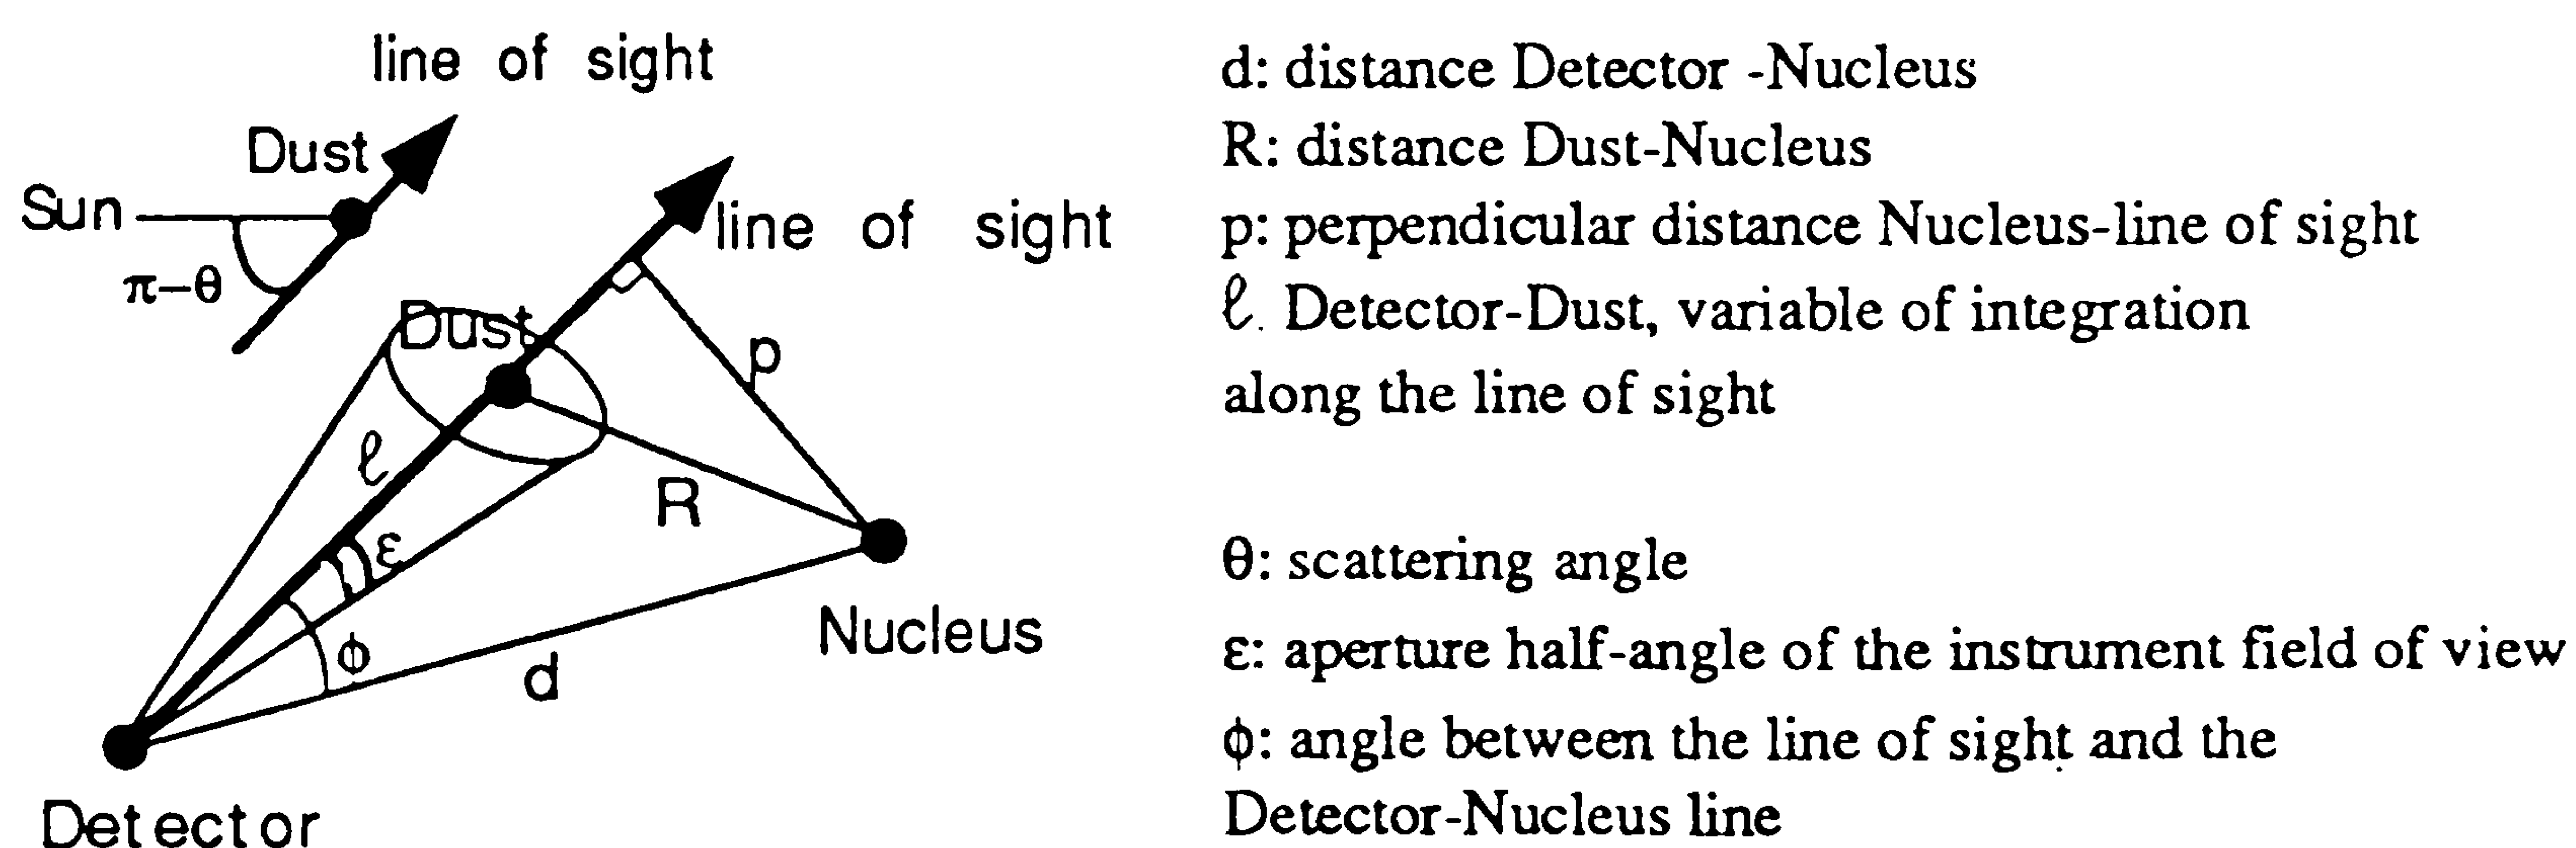 line of sight
Dust
Sun
π−θ
line of sight
Dust
p
ℓ
R
ε
ϕ
d
Nucleus
Detector
d: distance Detector -Nucleus
R: distance Dust-Nucleus
p: perpendicular distance Nucleus-line of sight
ℓ. Detector-Dust, variable of integration
along the line of sight
θ: scattering angle
ε: aperture half-angle of the instrument field of view
ϕ: angle between the line of sight and the
Detector-Nucleus line